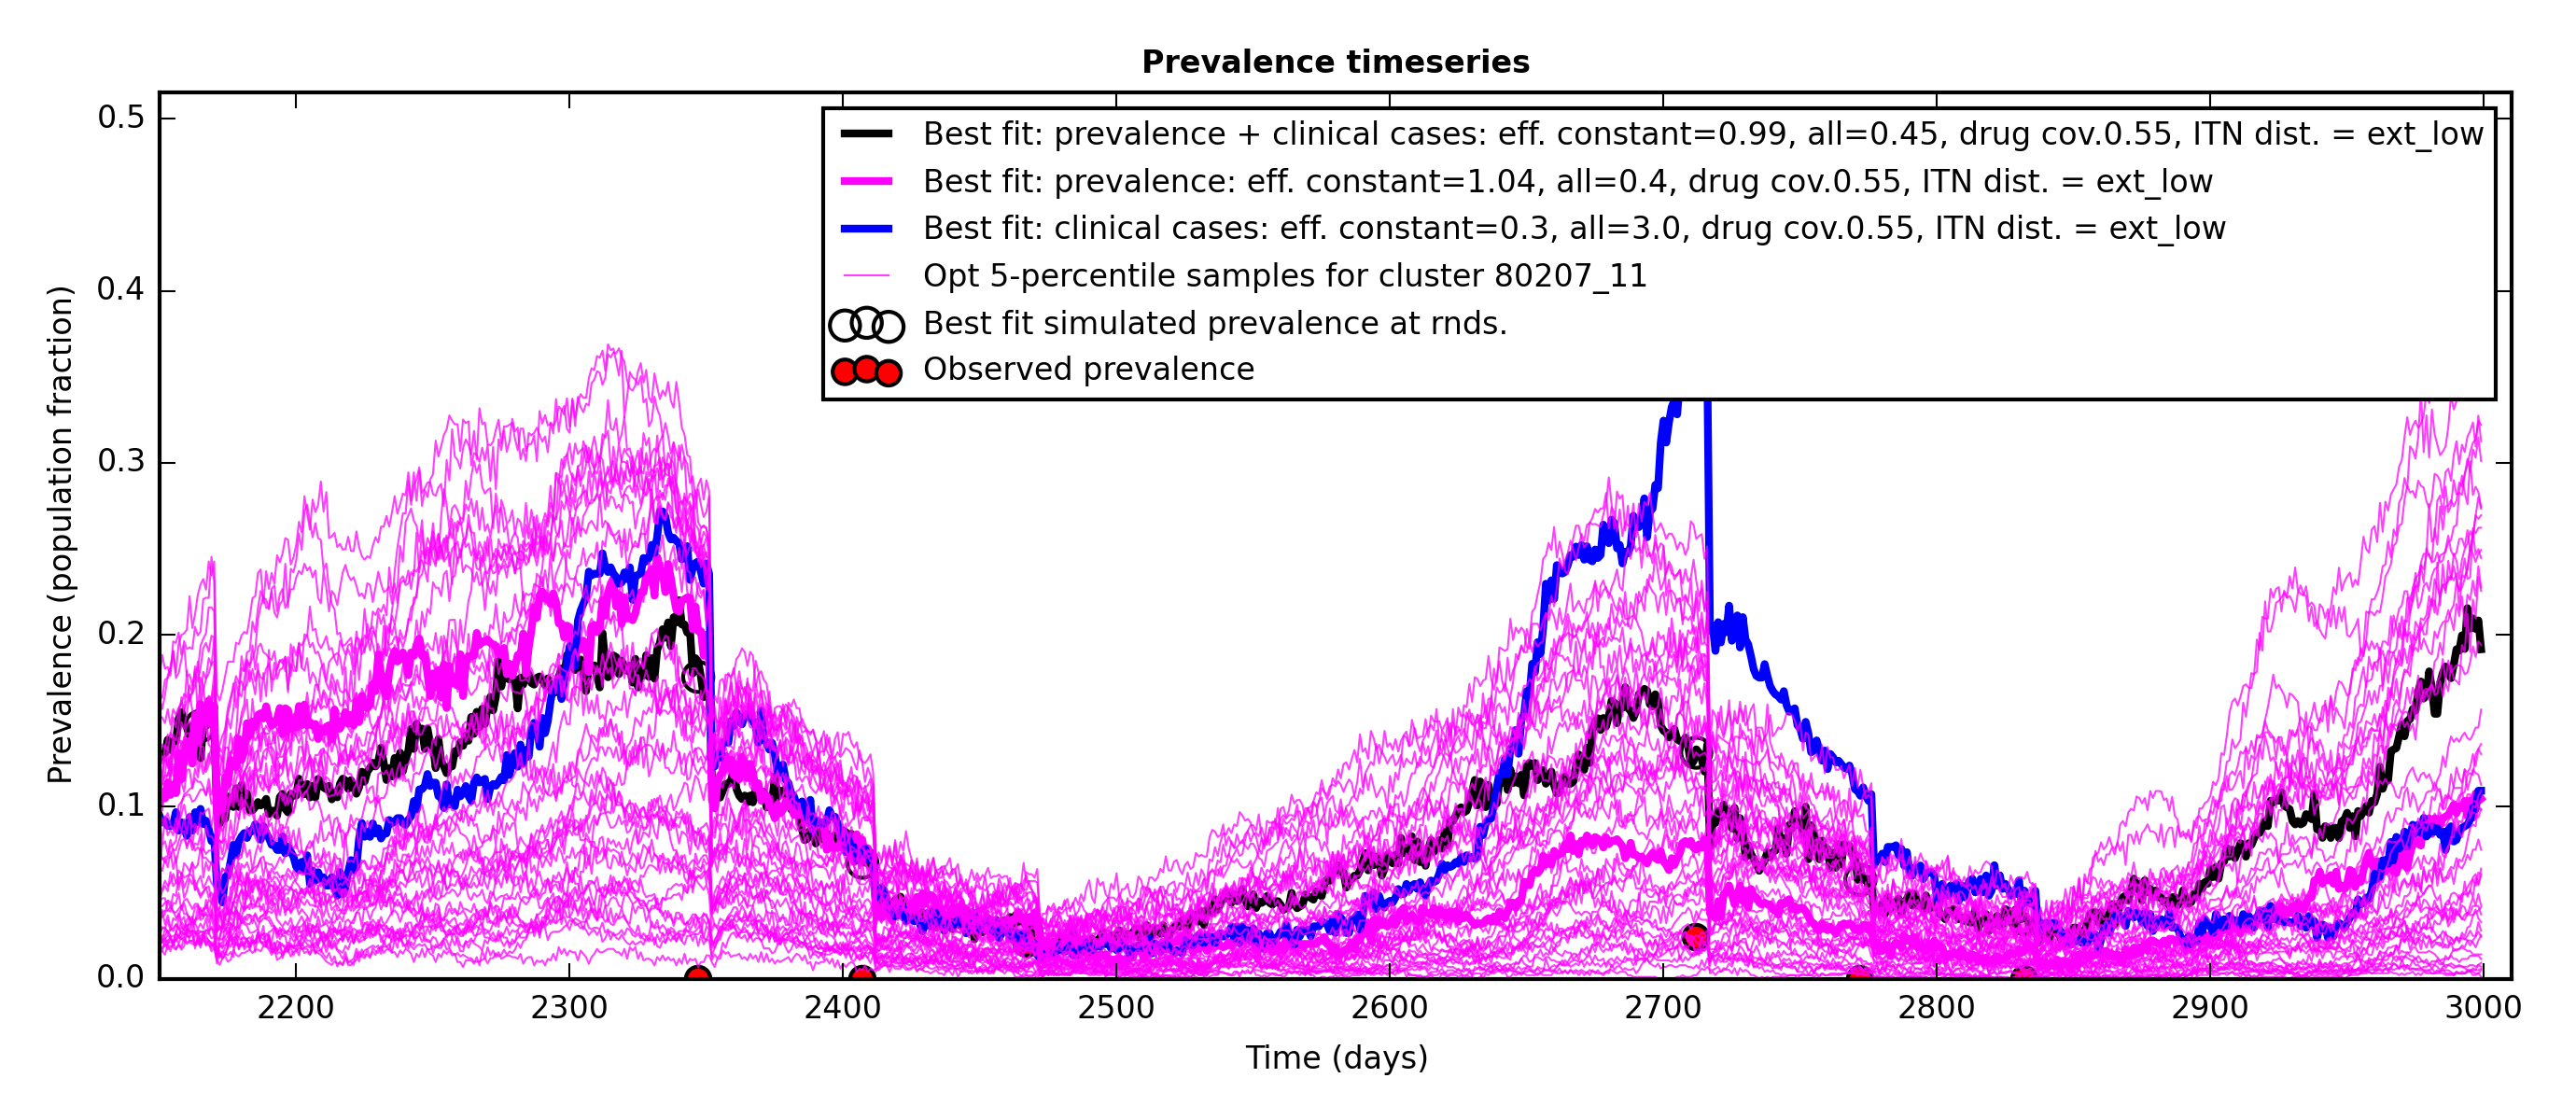 Prevalence timeseries
0.5
0.4
0.3
0.2
0.1
0.0
Prevalence (population fraction)
Best fit: prevalence + clinical cases: eff. constant=0.99, all=0.45, drug cov.0.55, ITN dist. = ext_low
Best fit: prevalence: eff. constant=1.04, all=0.4, drug cov.0.55, ITN dist. = ext_low
Best fit: clinical cases: eff. constant=0.3, all=3.0, drug cov.0.55, ITN dist. = ext_low
Opt 5-percentile samples for cluster 80207_11
Best fit simulated prevalence at rnds.
Observed prevalence
2200 2300 2400 2500 2600 2700 2800 2900 3000
Time (days)